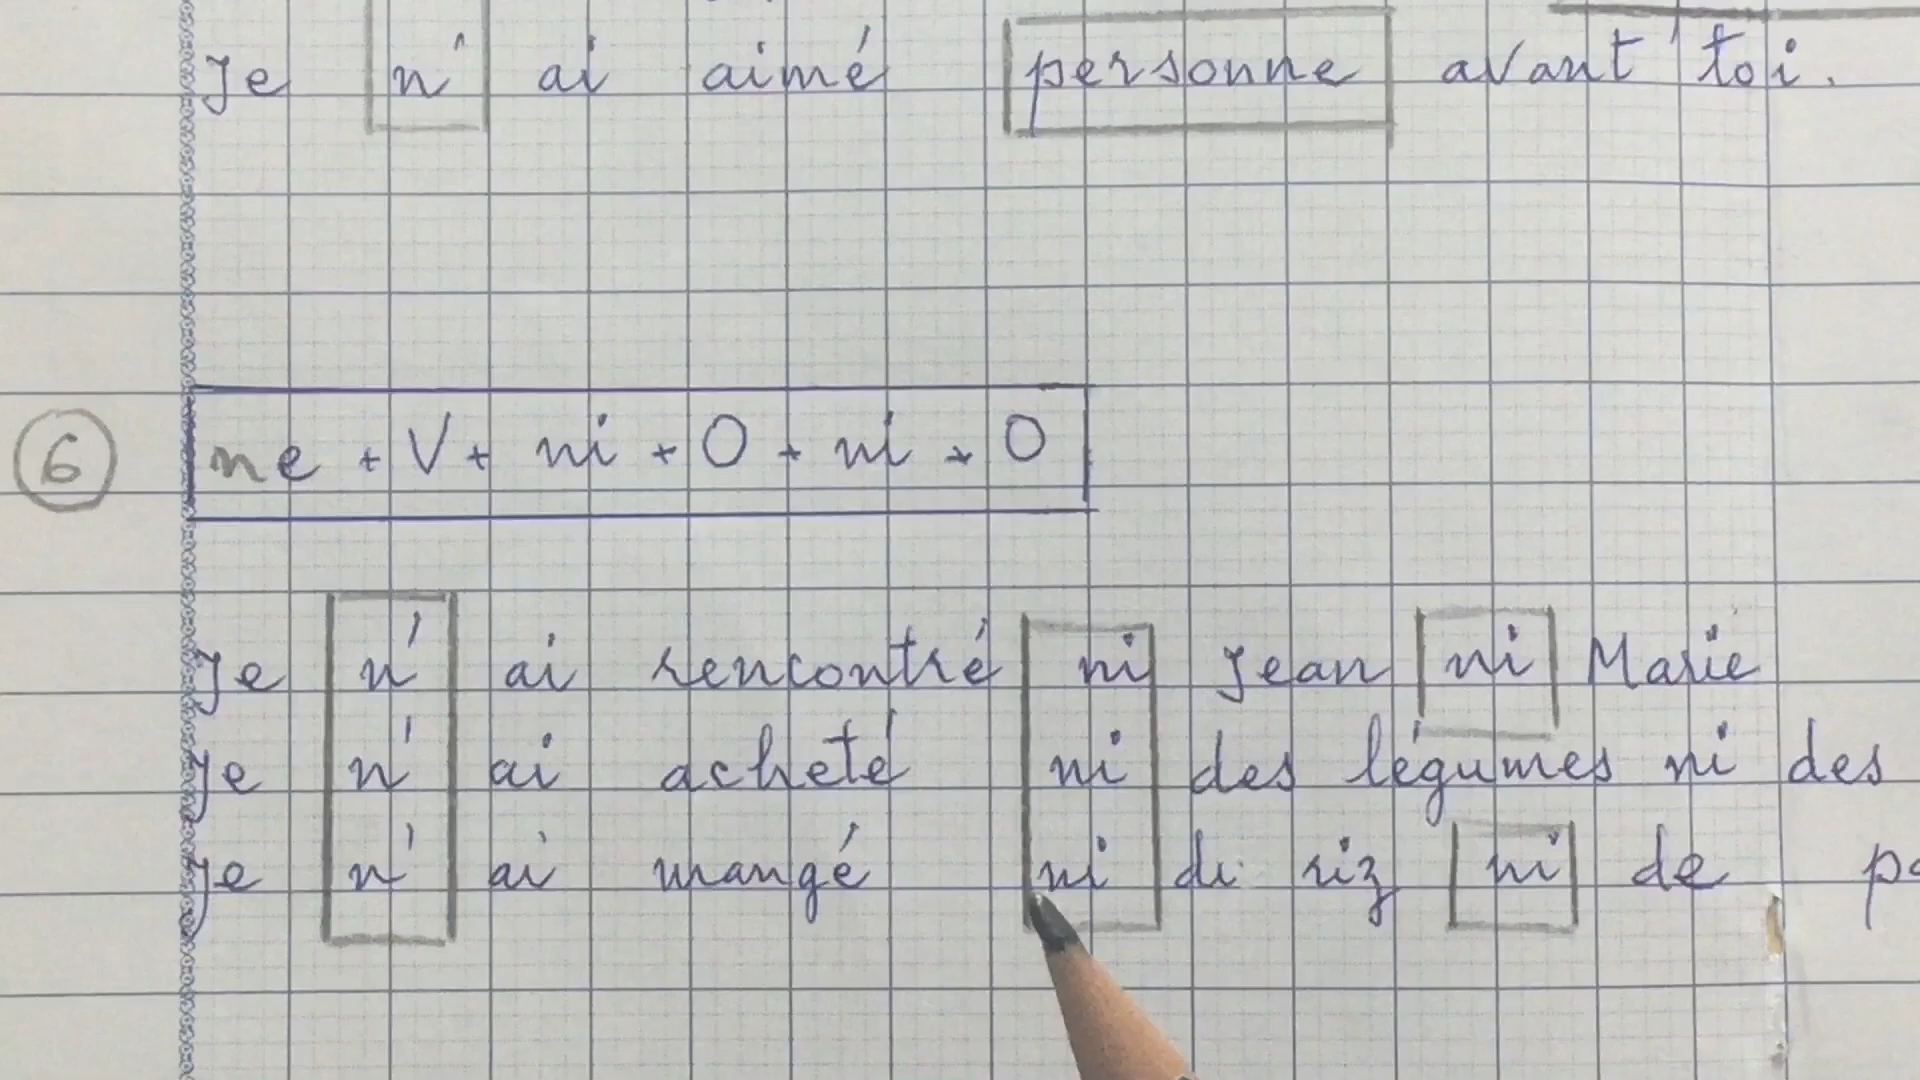 Je n' ai aimé personne avant toi.
6 ne + V + ni + O + ni + O
Je n' ai rencontré ni Jean ni Marie
Je n' ai acheté ni des légumes ni des
Je n' ai mangé ni riz ni de